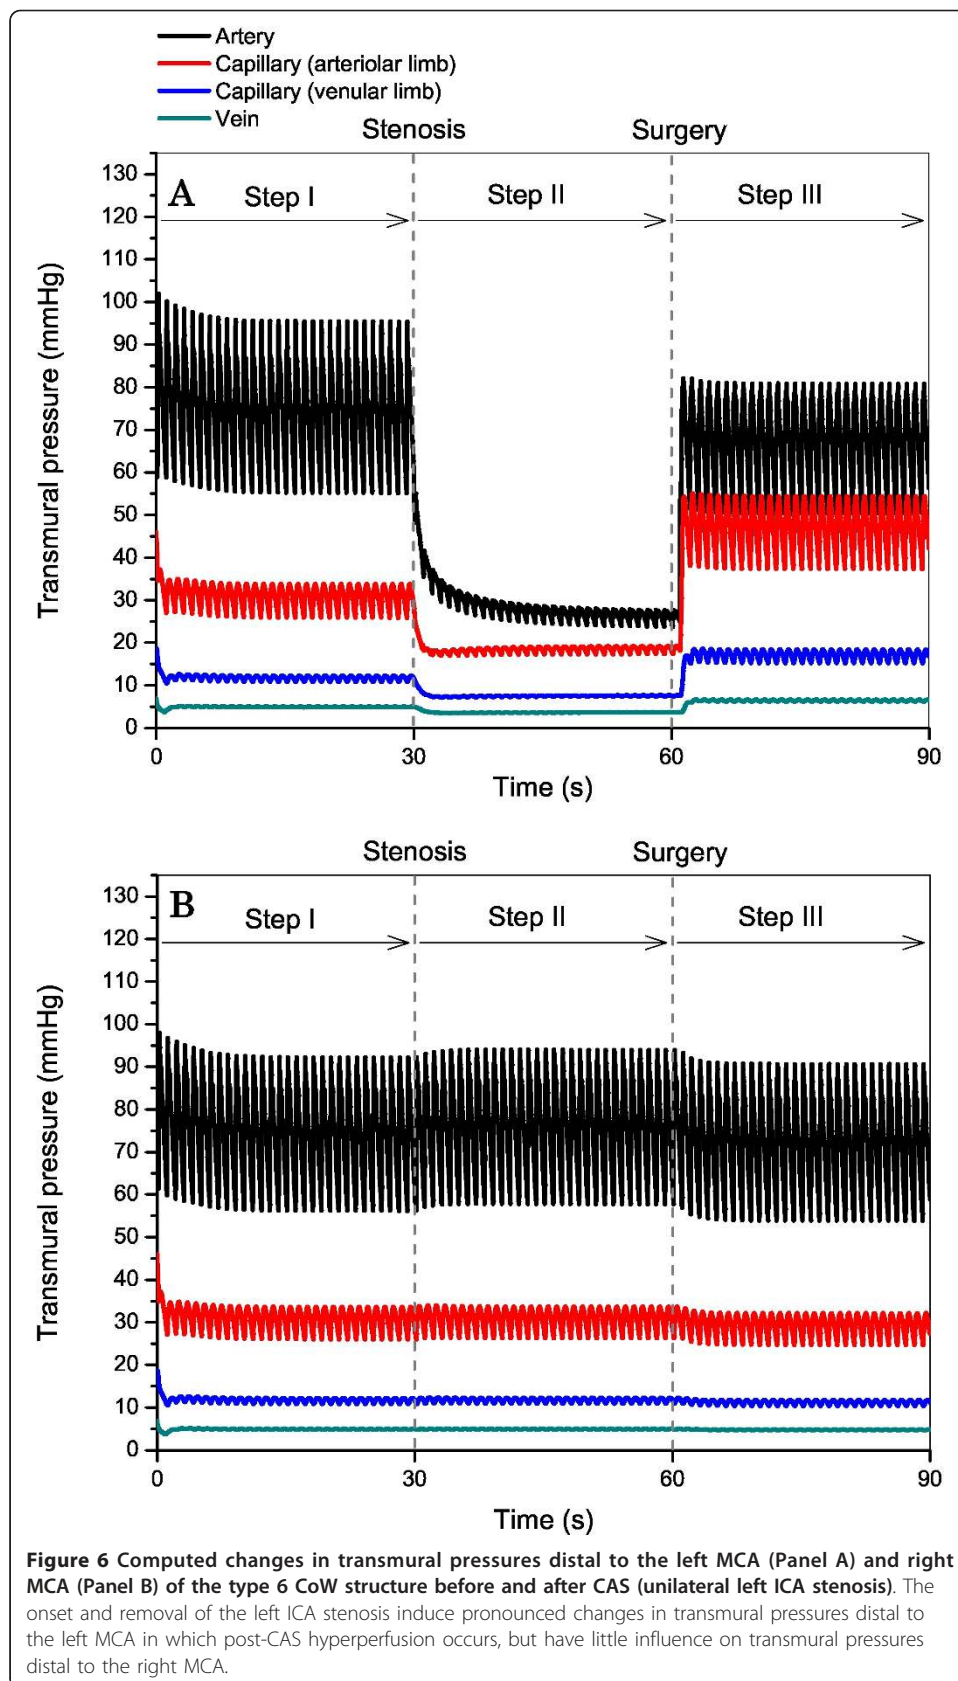 Artery
Capillary (arteriolar limb)
Capillary (venular limb)
Vein
Stenosis Surgery
A
Step I Step II Step III
Transmural pressure (mmHg)
135
120
110
100
90
80
70
60
50
40
30
20
10
0
0 30 60 90
Time (s)
Stenosis Surgery
B
Step I Step II Step III
Transmural pressure (mmHg)
130
120
110
100
90
80
70
60
50
40
30
20
10
0
0 30 60 90
Time (s)
Figure 6 Computed changes in transmural pressures distal to the left MCA (Panel A) and right
MCA (Panel B) of the type 6 CoW structure before and after CAS (unilateral left ICA stenosis). The
onset and removal of the left ICA stenosis induce pronounced changes in transmural pressures distal to
the left MCA in which post-CAS hyperperfusion occurs, but have little influence on transmural pressures
distal to the right MCA.